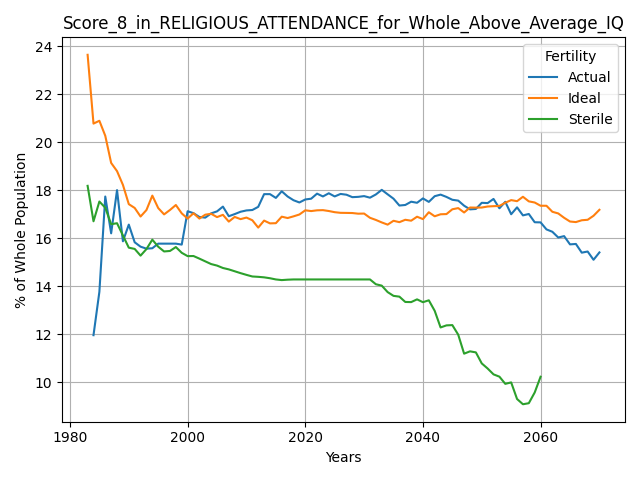 Score_8_in_RELIGIOUS_ATTENDANCE_for_Whole_Above_Average_IQ
Fertility
Actual
Ideal
Sterile
% of Whole Population
24
22
20
18
16
14
12
10
1980
2000
2020
2040
2060
Years